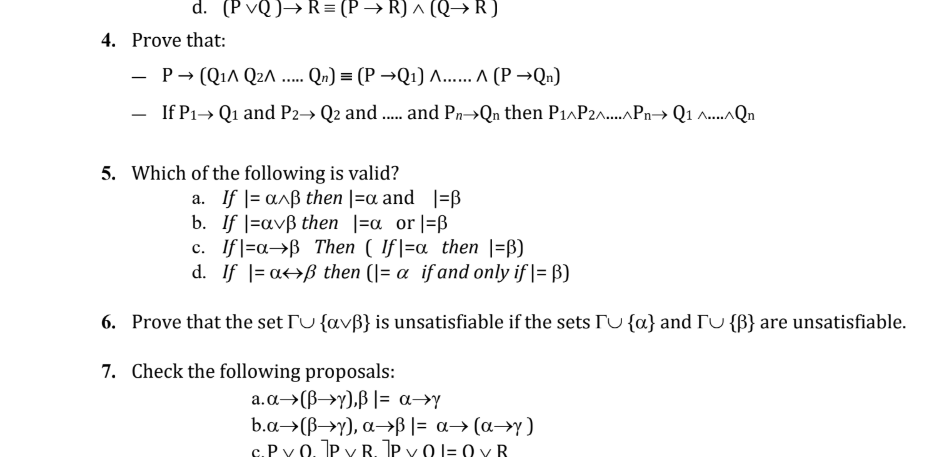 d. (P ∨Q )→ R ≡ (P → R) ∧ (Q→ R )
4. Prove that:
– P → (Q1∧ Q2∧ ..... Qn) ≡ (P →Q1) ∧...... ∧ (P →Qn)
– If P1→ Q1 and P2→ Q2 and ..... and Pn→Qn then P1∧P2∧....∧Pn→ Q1 ∧....∧Qn
5. Which of the following is valid?
a. If |= α∧β then |=α and |=β
b. If |=α∨β then |=α or |=β
c. If|=α→β Then ( If|=α then |=β)
d. If |= α↔β then (|= α if and only if |= β)
6. Prove that the set Γ∪ {α∨β} is unsatisfiable if the sets Γ∪ {α} and Γ∪ {β} are unsatisfiable.
7. Check the following proposals:
a.α→(β→γ),β |= α→γ
b.α→(β→γ), α→β |= α→ (α→γ )
c.P ∨ Q, ⎤P ∨ R, ⎤P ∨ Q |= Q ∨ R